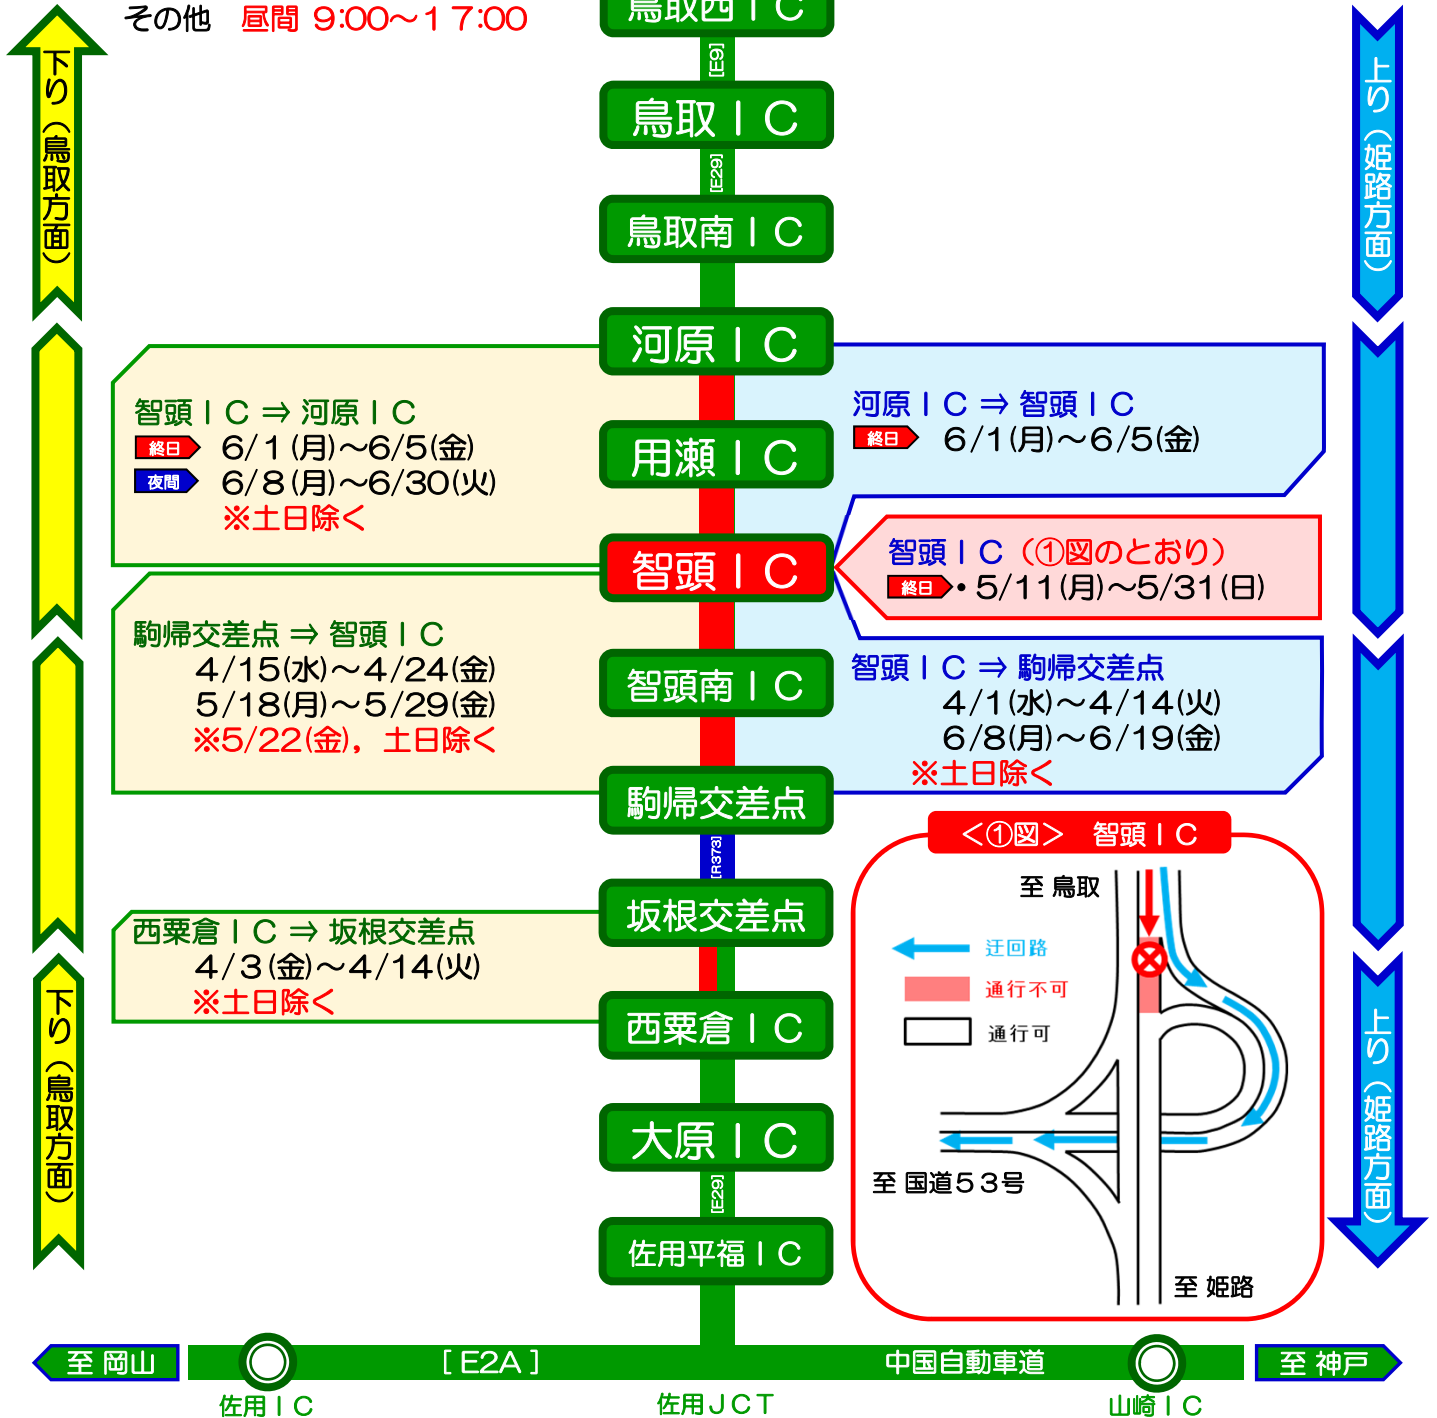 その他　昼間 9:00～17:00
鳥取西ＩＣ
[E9]
鳥取ＩＣ
[E29]
鳥取南ＩＣ
河原ＩＣ
用瀬ＩＣ
智頭ＩＣ
智頭南ＩＣ
駒帰交差点
[R373]
坂根交差点
西粟倉ＩＣ
大原ＩＣ
[E29]
佐用平福ＩＣ
下り（鳥取方面）
下り（鳥取方面）
上り（姫路方面）
上り（姫路方面）
智頭ＩＣ ⇒ 河原ＩＣ
終日 6/1(月)～6/5(金)
夜間 6/8(月)～6/30(火)
※土日除く
駒帰交差点 ⇒ 智頭ＩＣ
4/15(水)～4/24(金)
5/18(月)～5/29(金)
※5/22(金)，土日除く
西粟倉ＩＣ ⇒ 坂根交差点
4/3(金)～4/14(火)
※土日除く
河原ＩＣ ⇒ 智頭ＩＣ
終日 6/1(月)～6/5(金)
智頭ＩＣ（①図のとおり）
終日 ・5/11(月)～5/31(日)
智頭ＩＣ ⇒ 駒帰交差点
4/1(水)～4/14(火)
6/8(月)～6/19(金)
※土日除く
＜①図＞　智頭ＩＣ
至 鳥取
迂回路
通行不可
通行可
至 国道５３号
至 姫路
至 岡山
[ E2A ]
中国自動車道
至 神戸
佐用ＩＣ
佐用ＪＣＴ
山崎ＩＣ